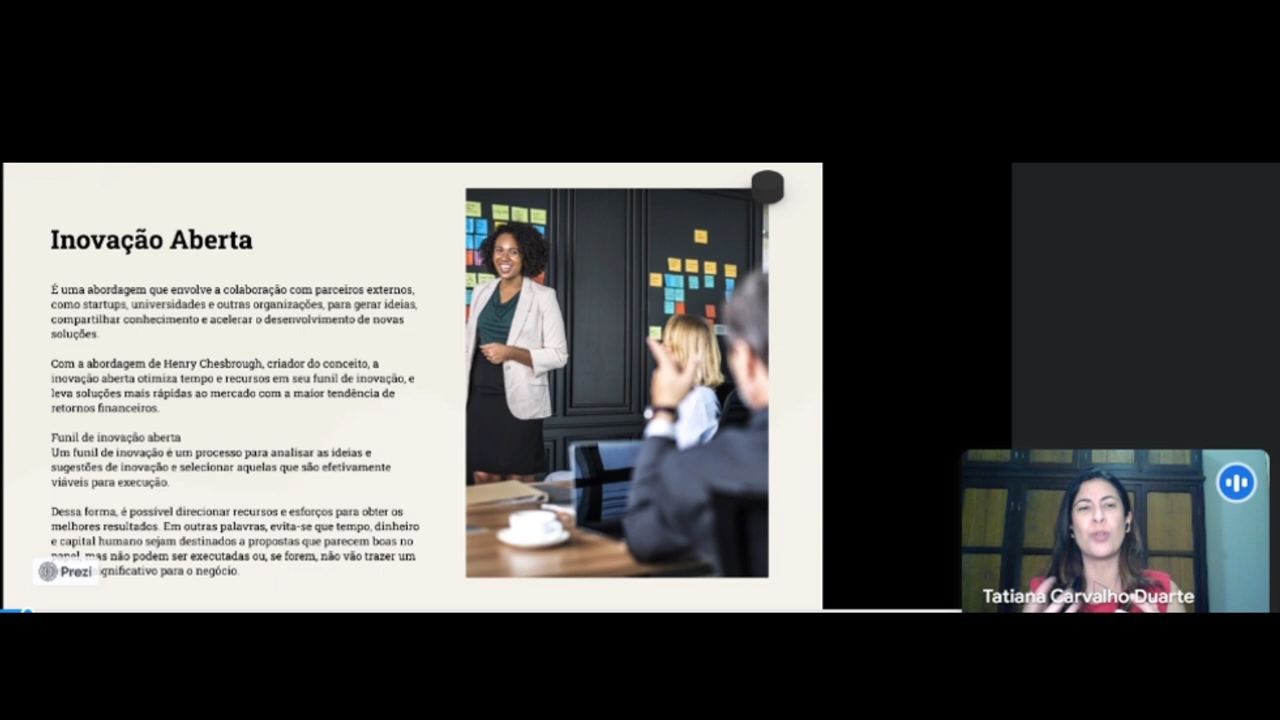 Inovação Aberta
É uma abordagem que envolve a colaboração com parceiros externos,
como startups, universidades e outras organizações, para gerar ideias,
compartilhar conhecimento e acelerar o desenvolvimento de novas
soluções.
Com a abordagem de Henry Chesbrough, criador do conceito, a
inovação aberta otimiza tempo e recursos em seu funil de inovação, e
leva soluções mais rápidas ao mercado com a maior tendência de
retornos financeiros.
Funil de inovação aberta
Um funil de inovação é um processo para analisar as ideias e
sugestões de inovação e selecionar aquelas que são efetivamente
viáveis para execução.
Dessa forma, é possível direcionar recursos e esforços para obter os
melhores resultados. Em outras palavras, evita-se que tempo, dinheiro
e capital humano sejam destinados a propostas que parecem boas no
papel, mas não podem ser executadas ou, se forem, não vão trazer um
ignificativo para o negócio.
Prezi
Tatiana Carvalho Duarte